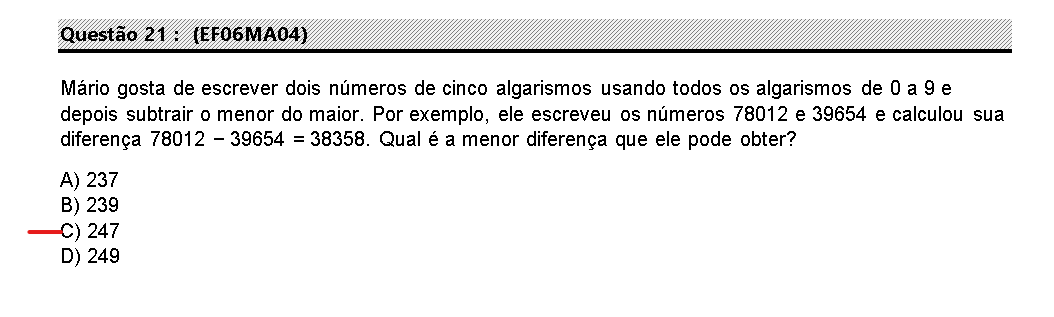 Questão 21 : (EF06MA04)
Mário gosta de escrever dois números de cinco algarismos usando todos os algarismos de 0 a 9 e
depois subtrair o menor do maior. Por exemplo, ele escreveu os números 78012 e 39654 e calculou sua
diferença 78012 – 39654 = 38358. Qual é a menor diferença que ele pode obter?
A) 237
B) 239
C) 247
D) 249